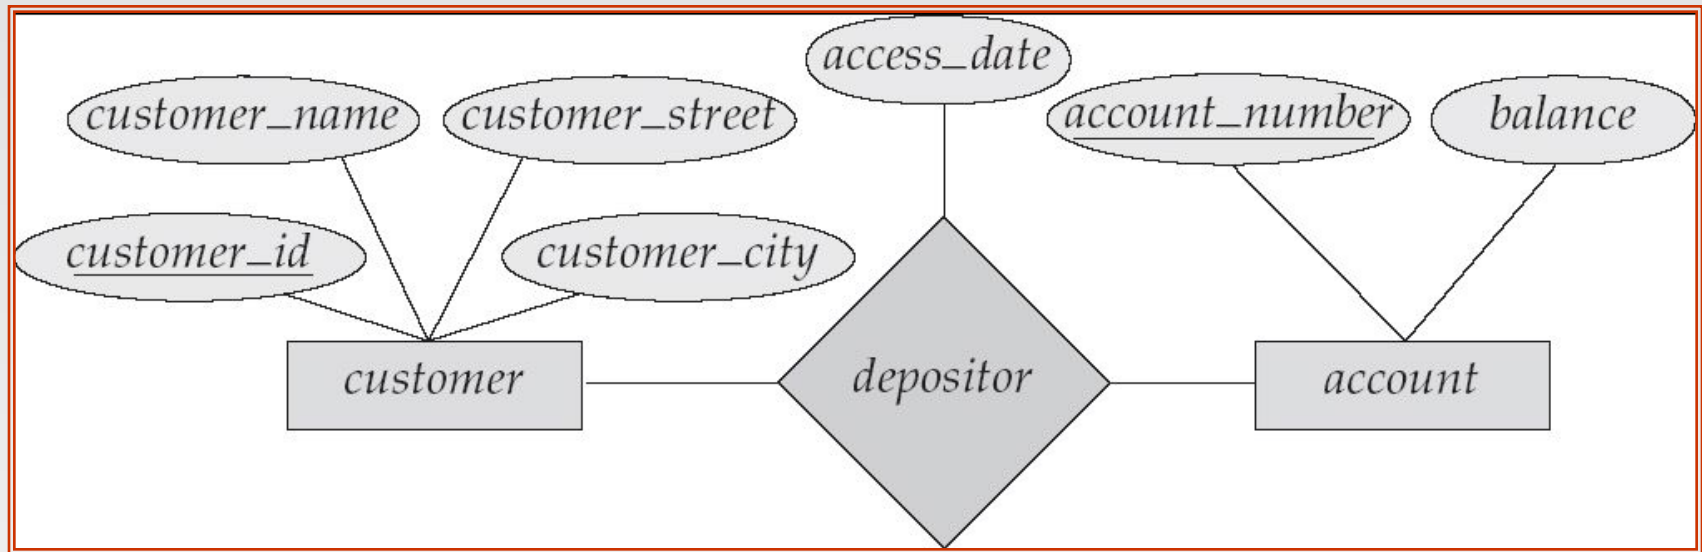 access_date
customer_name
customer_street
account_number
balance
customer_id
customer_city
customer
depositor
account